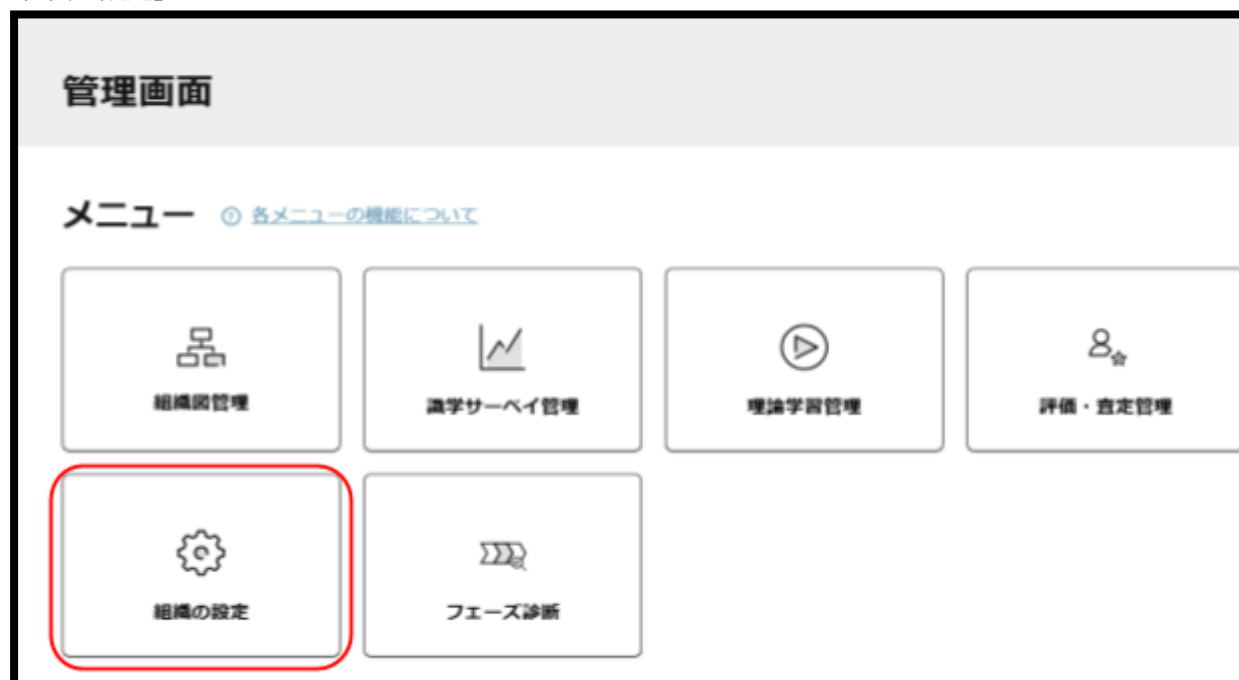 管理画面
メニュー ? 各メニューの機能について
組織図管理
識学サーベイ管理
理論学習管理
評価・査定管理
組織の設定
フェーズ診断